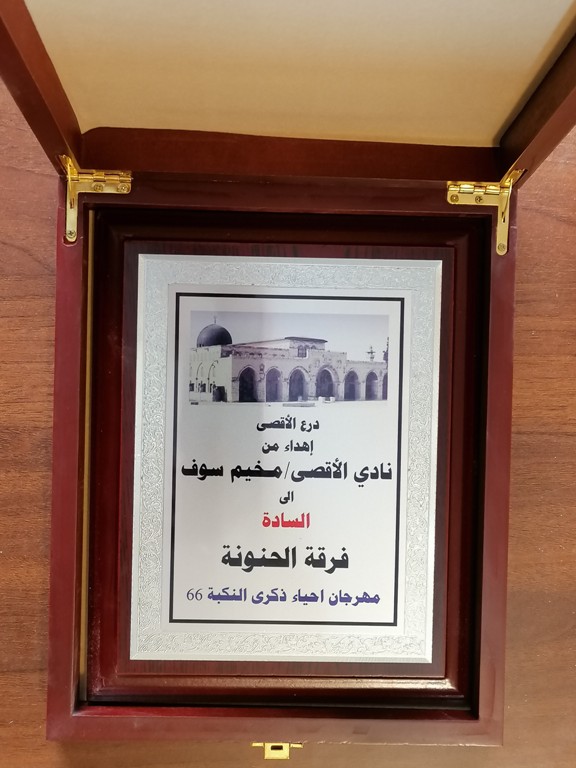 درع الأقصى
إهداء من
نادي الأقصى/مخيم سوف
الى
السادة
فرقة الحنونة
مهرجان احياء ذكرى النكبة 66